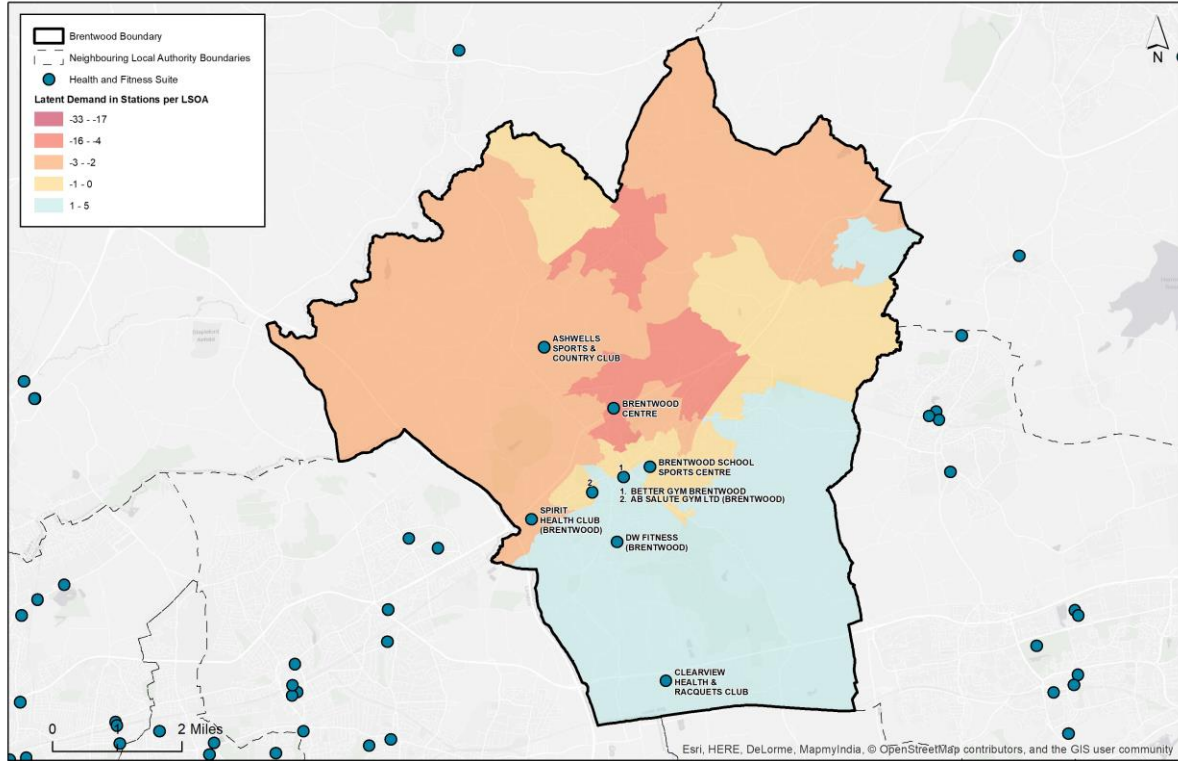 Brentwood Boundary
Neighbouring Local Authority Boundaries
Health and Fitness Suite
Latent Demand in Stations per LSOA
-33 - -17
-16 - -4
-3 - -2
-1 - 0
1 - 5
N
ASHWELLS
SPORTS &
COUNTRY CLUB
BRENTWOOD
CENTRE
BRENTWOOD SCHOOL
SPORTS CENTRE
1
2
1. BETTER GYM BRENTWOOD
2. AB SALUTE GYM LTD (BRENTWOOD)
SPIRIT
HEALTH CLUB
(BRENTWOOD)
DW FITNESS
(BRENTWOOD)
CLEARVIEW
HEALTH &
RACQUETS CLUB
0 1 2 Miles
Esri, HERE, DeLorme, MapmyIndia, © OpenStreetMap contributors, and the GIS user community